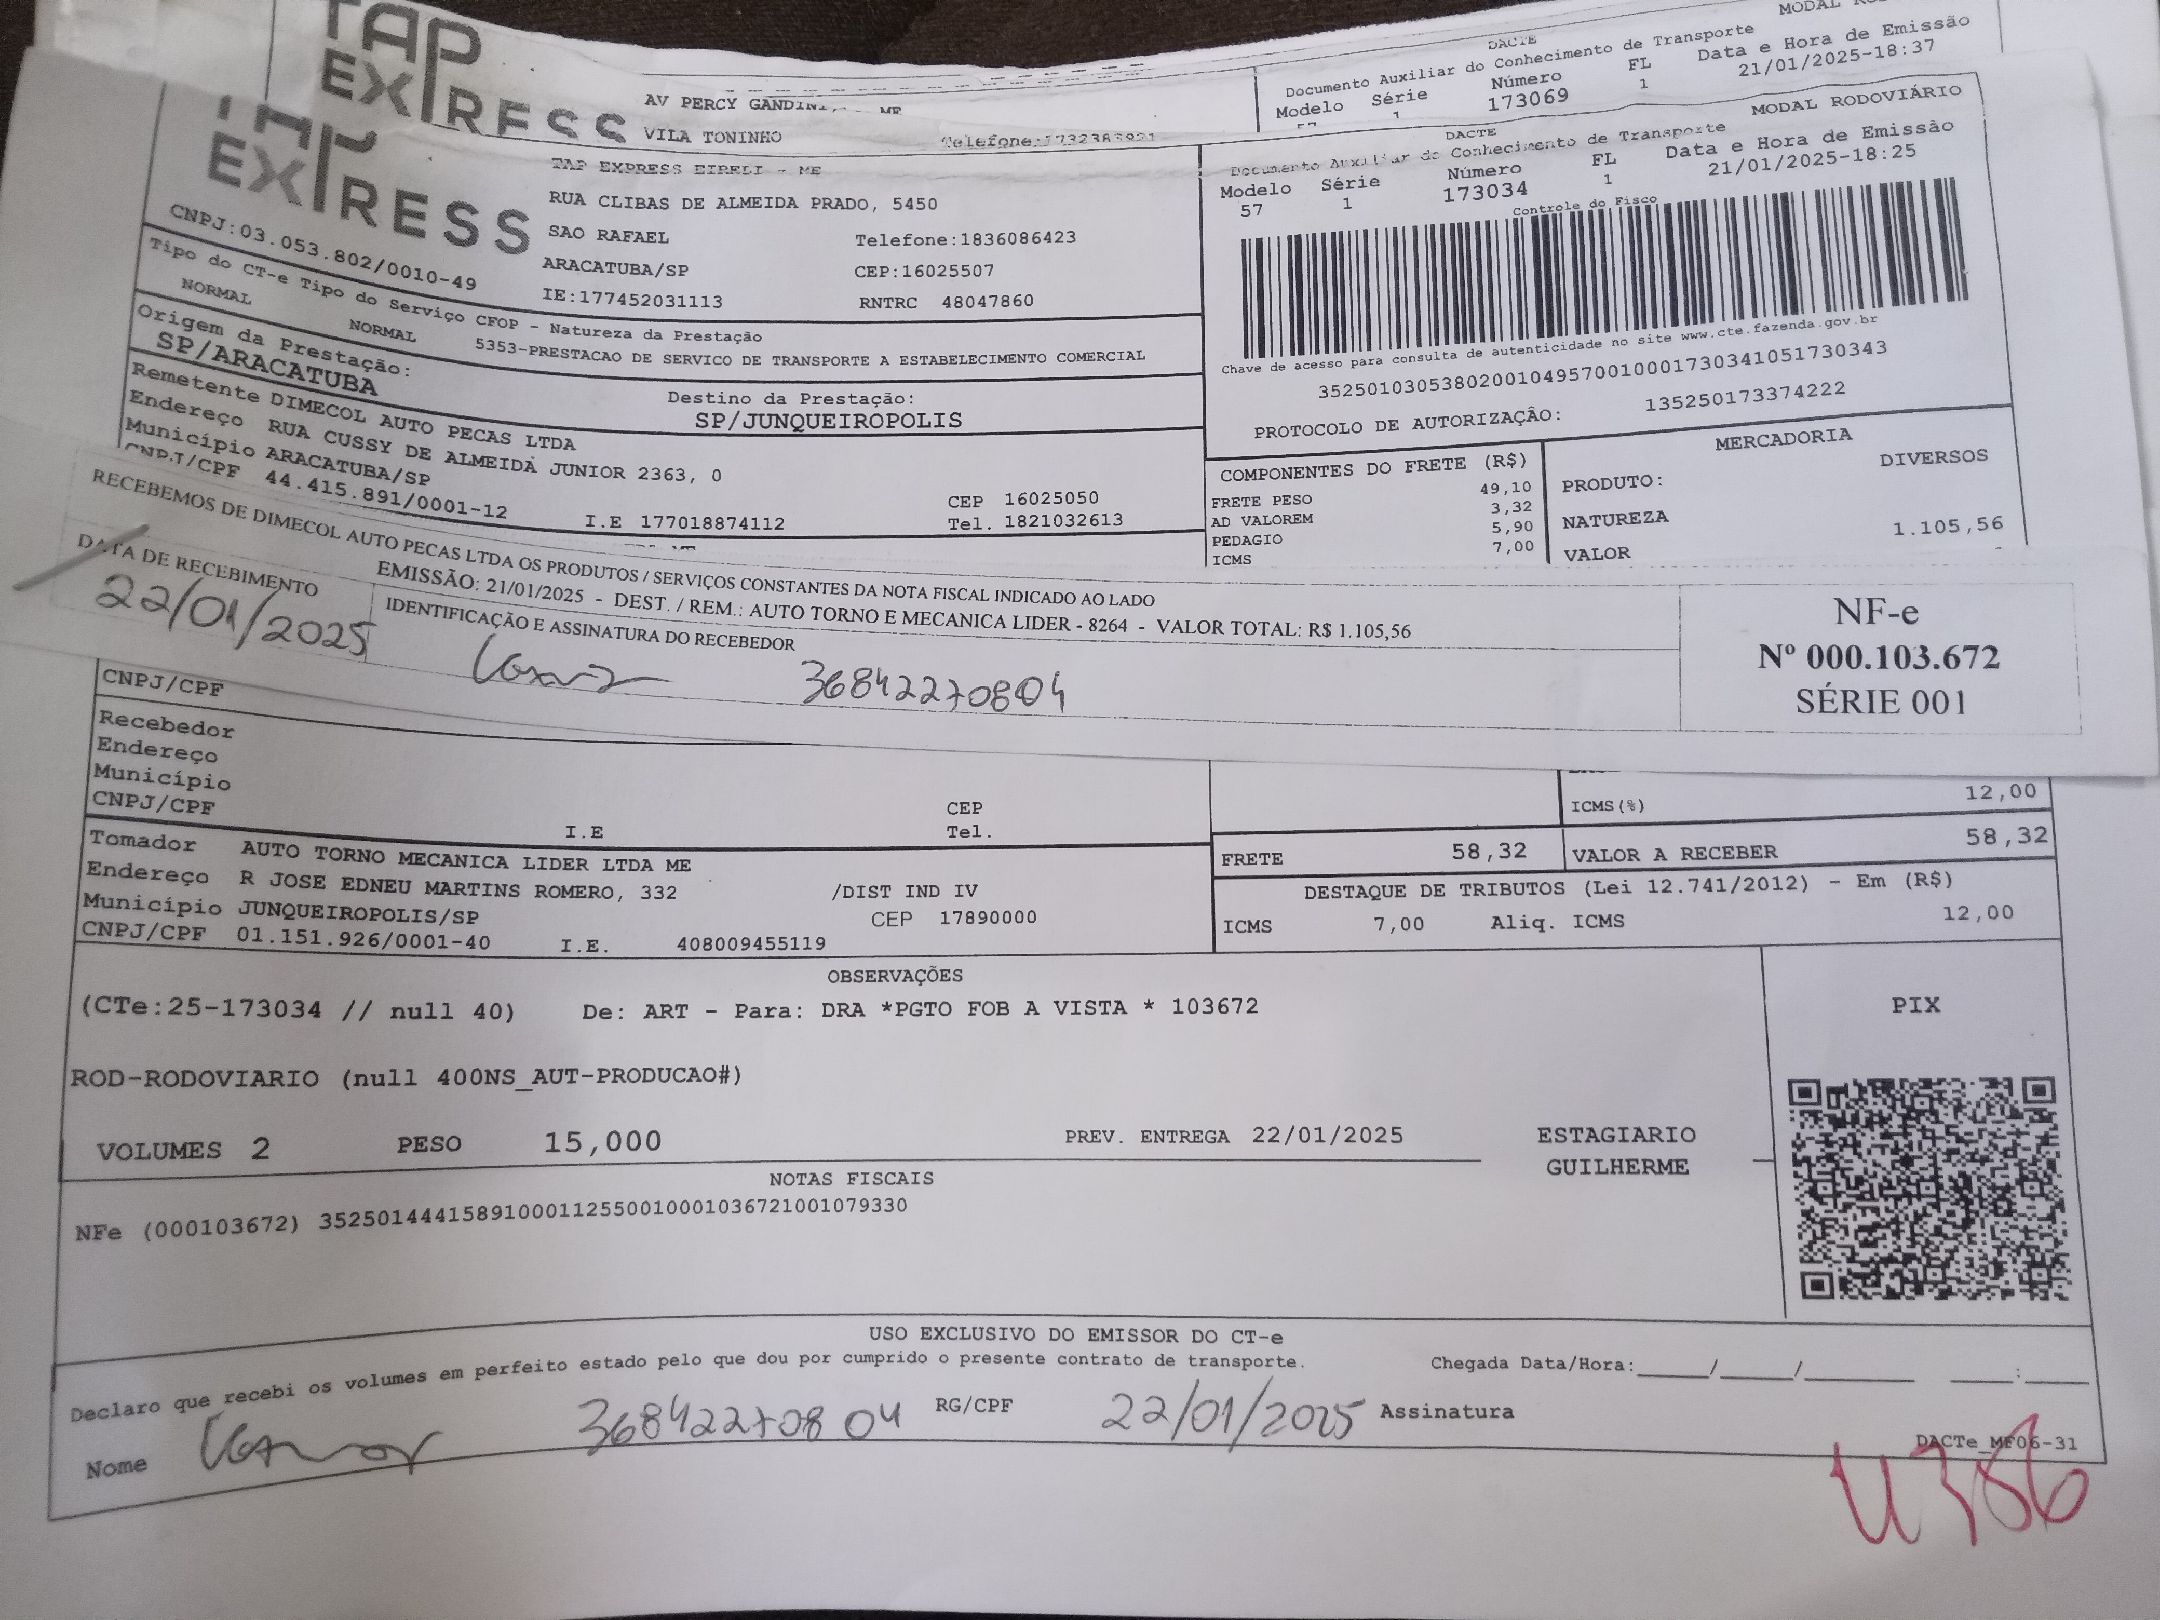 TAP
EXPRESS
AV PERCY GANDINI, ME
VILA TONINHO
DACTE
Documento Auxiliar do Conhecimento de Transporte
Modelo Série Número FL Data e Hora de Emissão
57 1 173069 1 21/01/2025-18:37
TAP
EXPRESS
CNPJ:03.053.802/0010-49
TAP EXPRESS EIRELI - ME
RUA CLIBAS DE ALMEIDA PRADO, 5450
SAO RAFAEL Telefone:1836086423
ARACATUBA/SP CEP:16025507
IE:177452031113 RNTRC 48047860
DACTE MODAL RODOVIÁRIO
Documento Auxiliar do Conhecimento de Transporte
Modelo Série Número FL Data e Hora de Emissão
57 1 173034 1 21/01/2025-18:25
Controle do Fisco
Chave de acesso para consulta de autenticidade no site www.cte.fazenda.gov.br
35250103053802001049570010001730341051730343
PROTOCOLO DE AUTORIZAÇÃO: 135250173374222
Tipo do CT-e Tipo do Serviço CFOP - Natureza da Prestação
NORMAL NORMAL 5353-PRESTACAO DE SERVICO DE TRANSPORTE A ESTABELECIMENTO COMERCIAL
Origem da Prestação: Destino da Prestação:
SP/ARACATUBA SP/JUNQUEIROPOLIS
Remetente DIMECOL AUTO PECAS LTDA
Endereço RUA CUSSY DE ALMEIDA JUNIOR 2363, 0
Município ARACATUBA/SP CEP 16025050
CNPJ/CPF 44.415.891/0001-12 I.E 177018874112 Tel. 1821032613
COMPONENTES DO FRETE (R$)
FRETE PESO 49,10
AD VALOREM 3,32
PEDAGIO 5,90
ICMS 7,00
MERCADORIA
PRODUTO: DIVERSOS
NATUREZA
VALOR 1.105,56
RECEBEMOS DE DIMECOL AUTO PECAS LTDA OS PRODUTOS / SERVIÇOS CONSTANTES DA NOTA FISCAL INDICADO AO LADO
EMISSÃO: 21/01/2025 - DEST. / REM.: AUTO TORNO E MECANICA LIDER - 8264 - VALOR TOTAL: R$ 1.105,56
DATA DE RECEBIMENTO IDENTIFICAÇÃO E ASSINATURA DO RECEBEDOR
22/01/2025 36842270804
NF-e
Nº 000.103.672
SÉRIE 001
CNPJ/CPF
Recebedor
Endereço
Município
CNPJ/CPF I.E CEP Tel.
ICMS(%) 12,00
FRETE 58,32 VALOR A RECEBER 58,32
Tomador AUTO TORNO MECANICA LIDER LTDA ME
Endereço R JOSE EDNEU MARTINS ROMERO, 332 /DIST IND IV
Município JUNQUEIROPOLIS/SP CEP 17890000
CNPJ/CPF 01.151.926/0001-40 I.E. 408009455119
DESTAQUE DE TRIBUTOS (Lei 12.741/2012) - Em (R$)
ICMS 7,00 Aliq. ICMS 12,00
OBSERVAÇÕES
(CTe:25-173034 // null 40) De: ART - Para: DRA *PGTO FOB A VISTA * 103672
PIX
ROD-RODOVIARIO (null 400NS_AUT-PRODUCAO#)
VOLUMES 2 PESO 15,000 PREV. ENTREGA 22/01/2025 ESTAGIARIO
GUILHERME
NOTAS FISCAIS
NFe (000103672) 35250144415891000112550010001036721001079330
USO EXCLUSIVO DO EMISSOR DO CT-e
Declaro que recebi os volumes em perfeito estado pelo que dou por cumprido o presente contrato de transporte. Chegada Data/Hora:____/____/______ ____:____
Nome 36842270804 RG/CPF 22/01/2025 Assinatura
DACTe_MF06-31